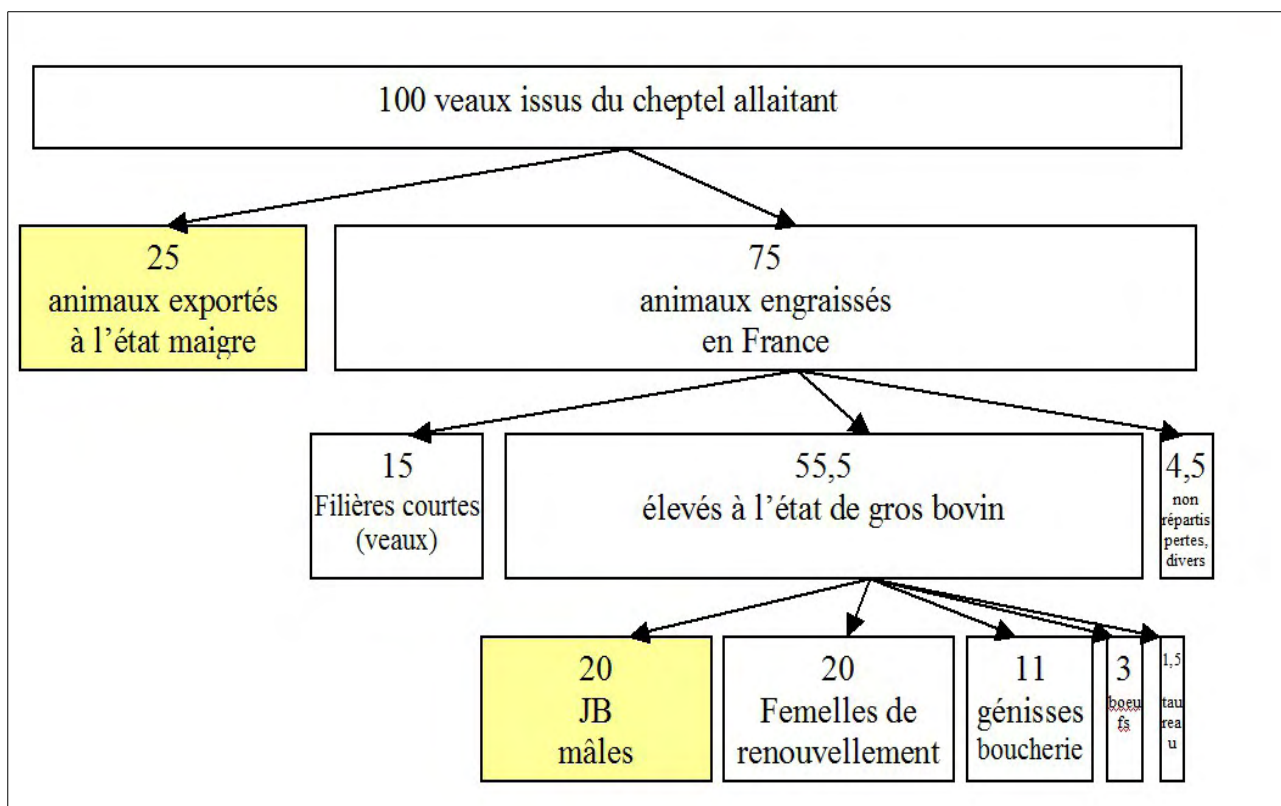 100 veaux issus du cheptel allaitant
25
animaux exportés
à l’état maigre
75
animaux engraissés
en France
15
Filières courtes
(veaux)
55,5
élevés à l’état de gros bovin
4,5
non
répartis
pertes,
divers
20
JB
mâles
20
Femelles de
renouvellement
11
génisses
boucherie
3
boeu
fs
1,5
tau
rea
u